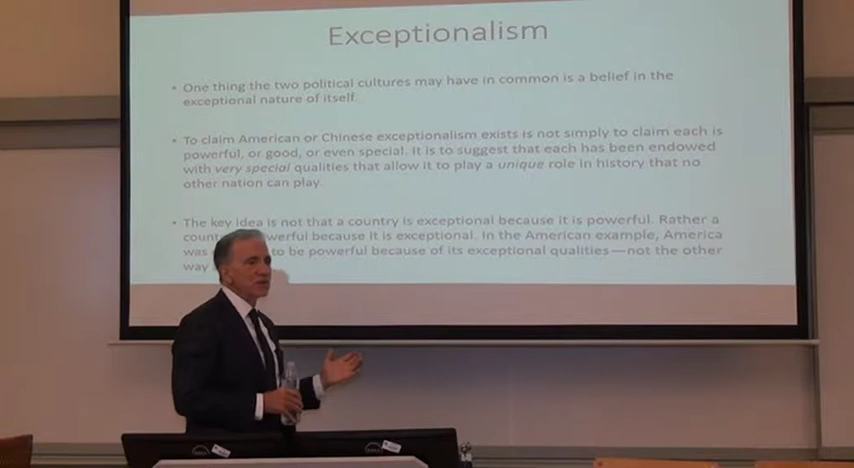 Exceptionalism
• One thing the two political cultures may have in common is a belief in the
exceptional nature of itself.
• To claim American or Chinese exceptionalism exists is not simply to claim each is
powerful, or good, or even special. It is to suggest that each has been endowed
with very special qualities that allow it to play a unique role in history that no
other nation can play.
• The key idea is not that a country is exceptional because it is powerful. Rather a
because it is exceptional. In the American example, America
was to be powerful because of its exceptional qualities—not the other
way